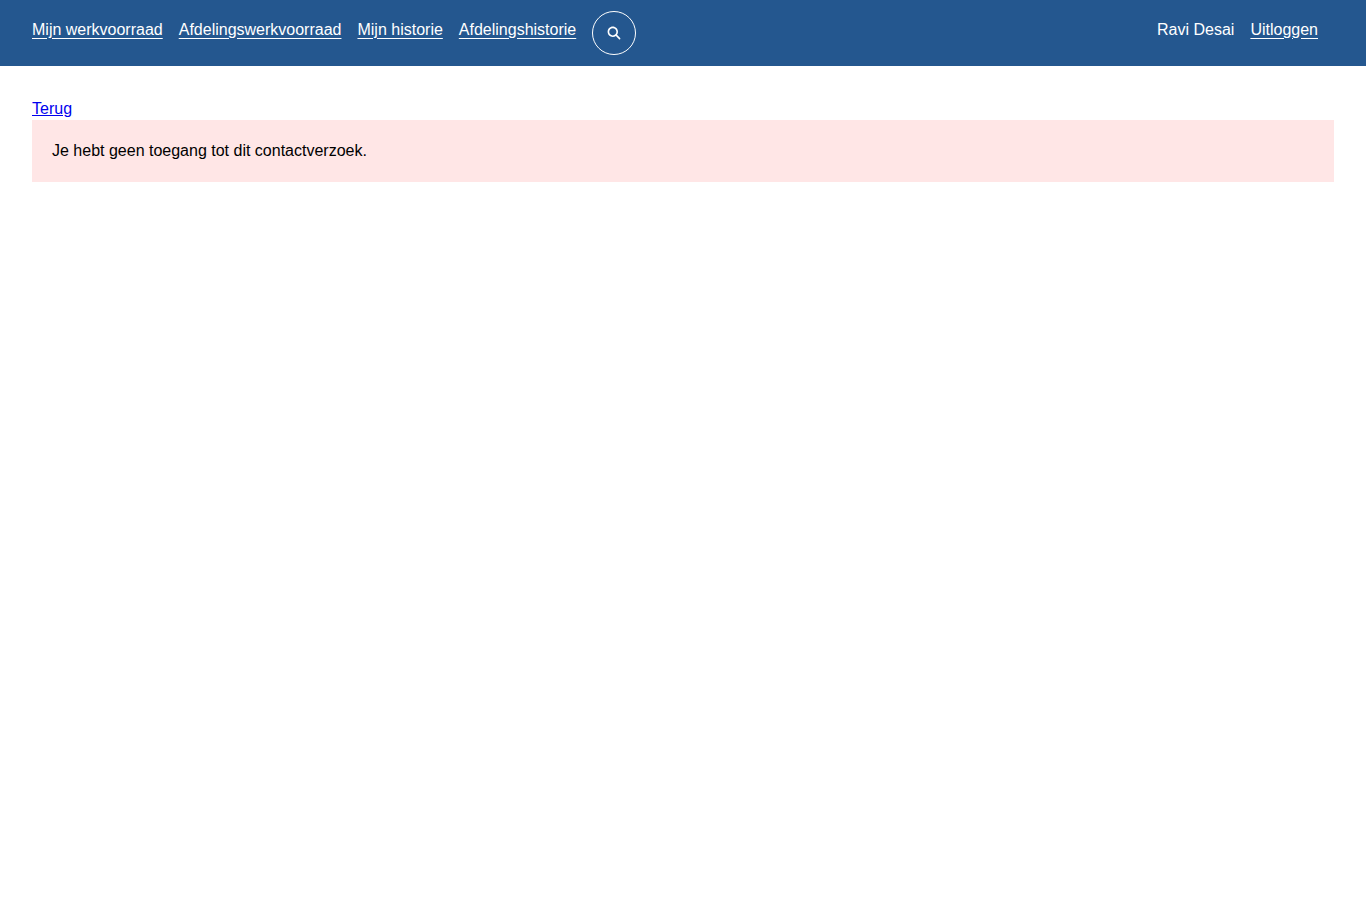 Mijn werkvoorraad Afdelingswerkvoorraad Mijn historie Afdelingshistorie Ravi Desai Uitloggen
Terug
Je hebt geen toegang tot dit contactverzoek.